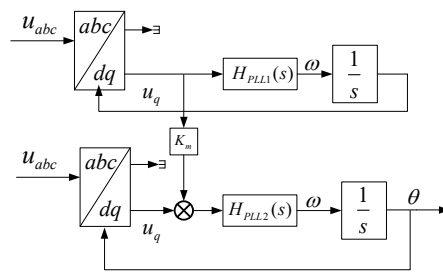 u_abc
abc
dq
u_q
H_PLL1(s)
ω
1
s
K_m
u_abc
abc
dq
u_q
H_PLL2(s)
ω
1
s
θ